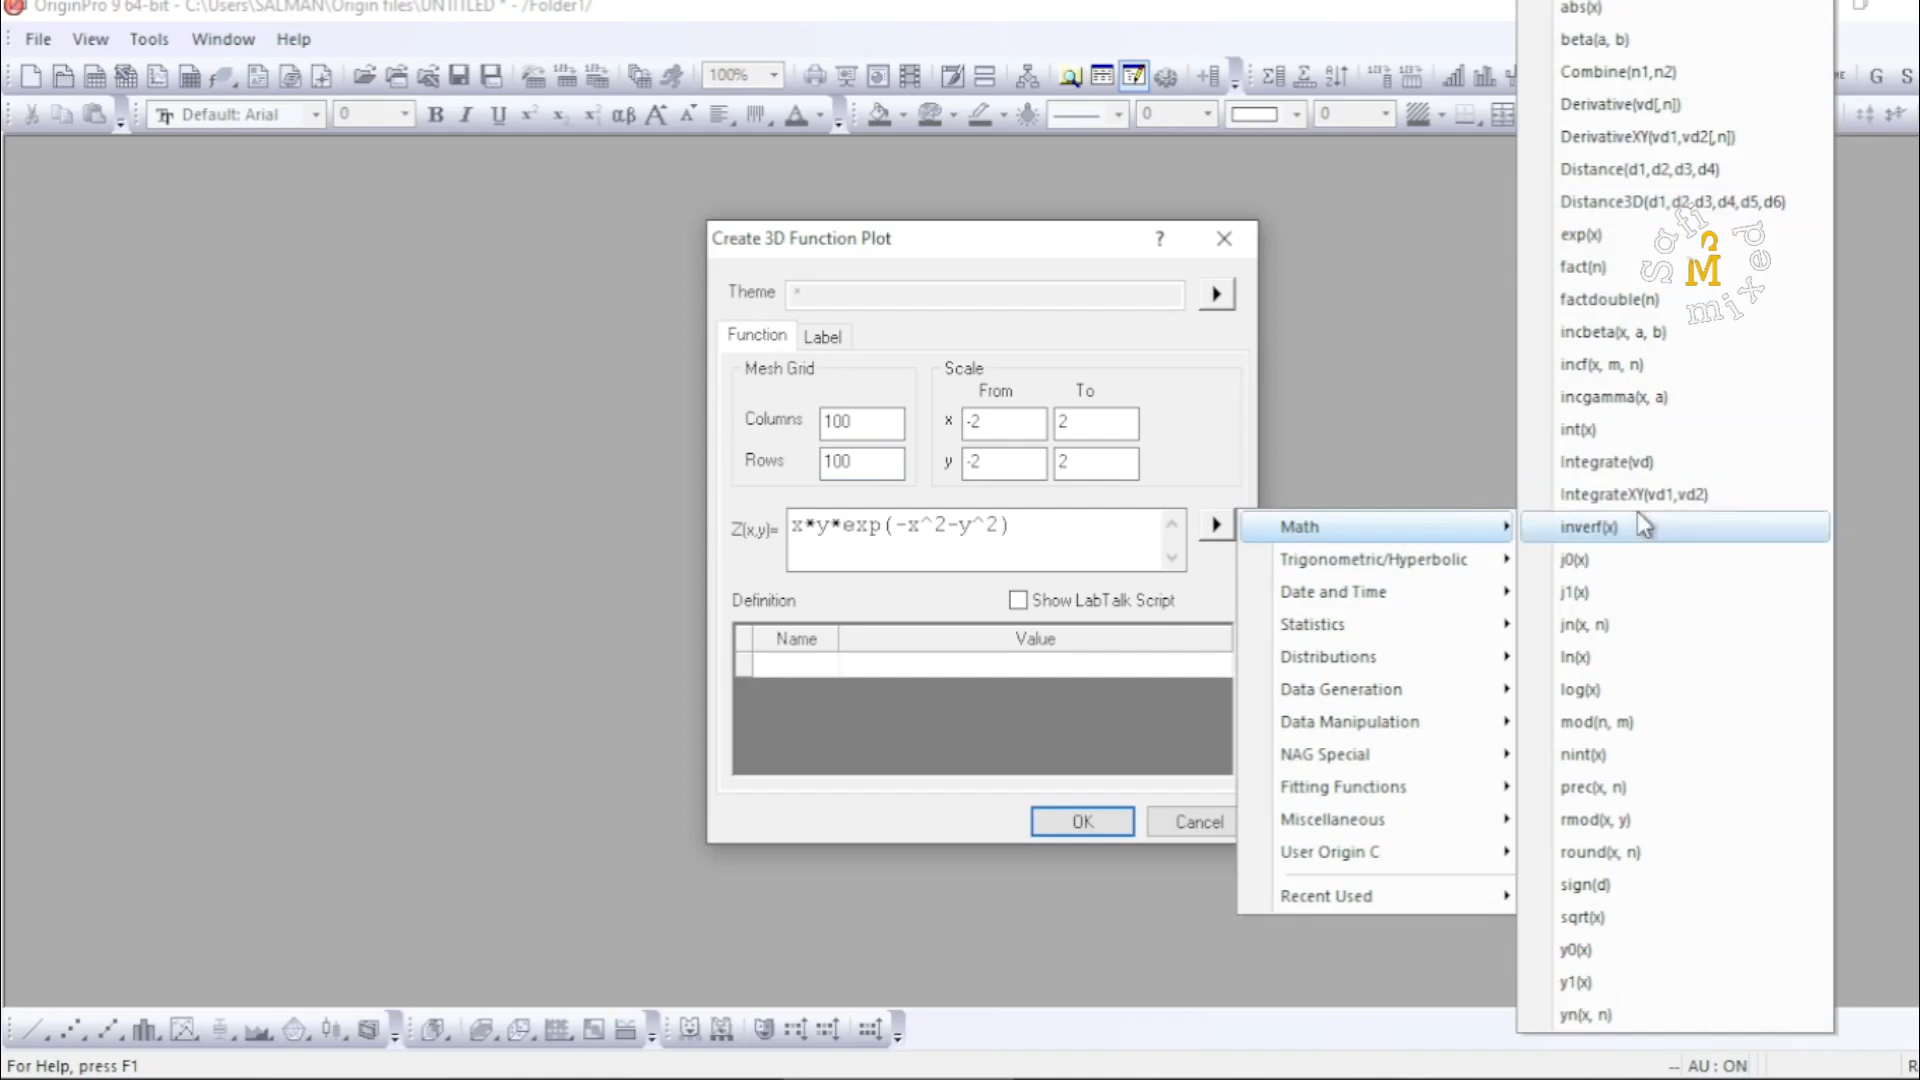 OriginPro 9 64-bit - C:\Users\SALMAN\Origin files\UNTITLED * - /Folder1/
File View Tools Window Help
100%
Default: Arial 0 B I U 0 0
Create 3D Function Plot ?
Theme *
Function Label
Mesh Grid
Columns 100
Rows 100
Scale
From To
x -2 2
y -2 2
Z(x,y)= x*y*exp(-x^2-y^2)
Definition Show LabTalk Script
Name Value
OK Cancel
Math
Trigonometric/Hyperbolic
Date and Time
Statistics
Distributions
Data Generation
Data Manipulation
NAG Special
Fitting Functions
Miscellaneous
User Origin C
Recent Used
abs(x)
beta(a, b)
Combine(n1,n2)
Derivative(vd[,n])
DerivativeXY(vd1,vd2[,n])
Distance(d1,d2,d3,d4)
Distance3D(d1,d2,d3,d4,d5,d6)
exp(x)
fact(n)
factdouble(n)
incbeta(x, a, b)
incf(x, m, n)
incgamma(x, a)
int(x)
Integrate(vd)
IntegrateXY(vd1,vd2)
inverf(x)
j0(x)
j1(x)
jn(x, n)
ln(x)
log(x)
mod(n, m)
nint(x)
prec(x, n)
rmod(x, y)
round(x, n)
sign(d)
sqrt(x)
y0(x)
y1(x)
yn(x, n)
Safi
M
mixed
G S
For Help, press F1
-- AU : ON
R